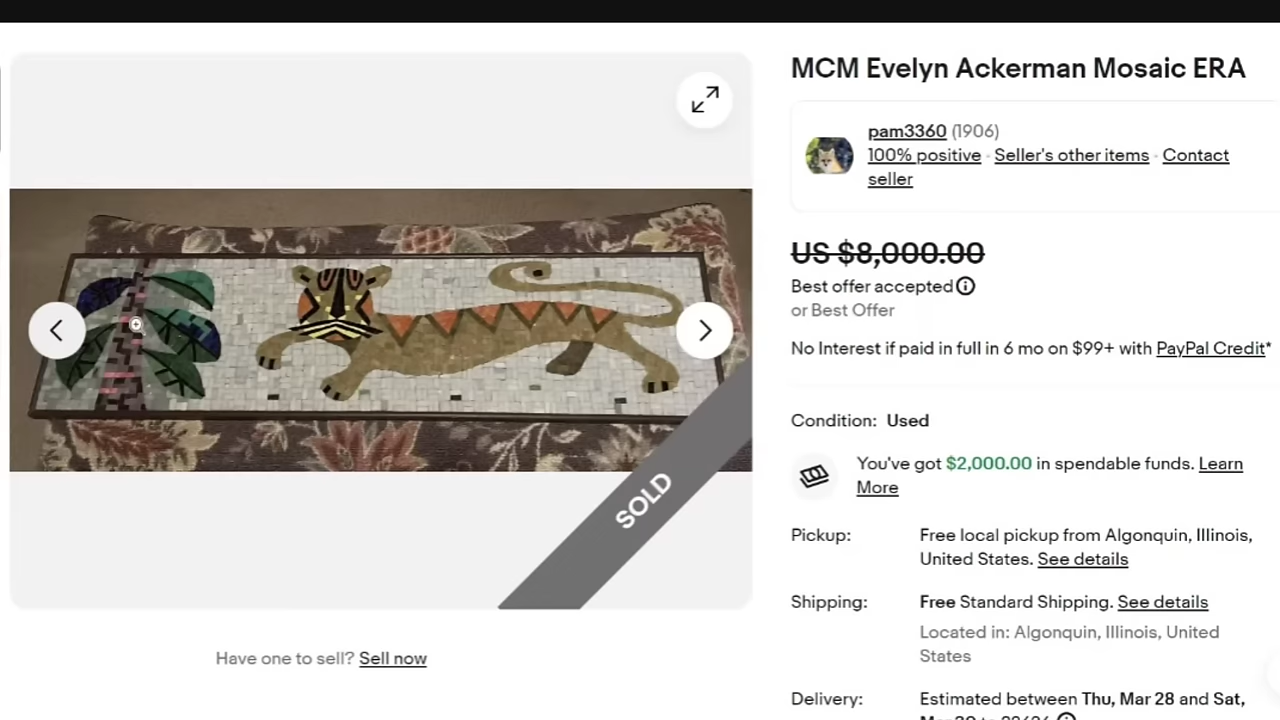 MCM Evelyn Ackerman Mosaic ERA
pam3360 (1906)
100% positive · Seller's other items · Contact
seller
US $8,000.00
Best offer accepted
or Best Offer
No Interest if paid in full in 6 mo on $99+ with PayPal Credit*
Condition: Used
You've got $2,000.00 in spendable funds. Learn
More
Pickup: Free local pickup from Algonquin, Illinois,
United States. See details
Shipping: Free Standard Shipping. See details
Located in: Algonquin, Illinois, United
States
Delivery: Estimated between Thu, Mar 28 and Sat,
SOLD
Have one to sell? Sell now